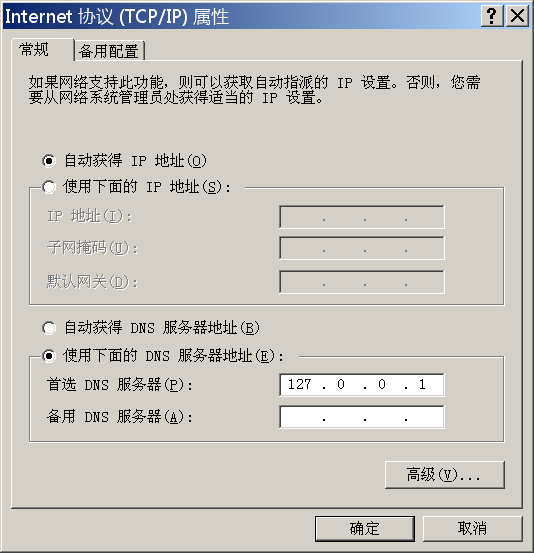 Internet 协议 (TCP/IP) 属性
常规 备用配置
如果网络支持此功能，则可以获取自动指派的 IP 设置。否则，您需
要从网络系统管理员处获得适当的 IP 设置。
自动获得 IP 地址(O)
使用下面的 IP 地址(S):
IP 地址(I): . . .
子网掩码(U): . . .
默认网关(D): . . .
自动获得 DNS 服务器地址(B)
使用下面的 DNS 服务器地址(E):
首选 DNS 服务器(P): 127 . 0 . 0 . 1
备用 DNS 服务器(A): . . .
高级(V)...
确定 取消